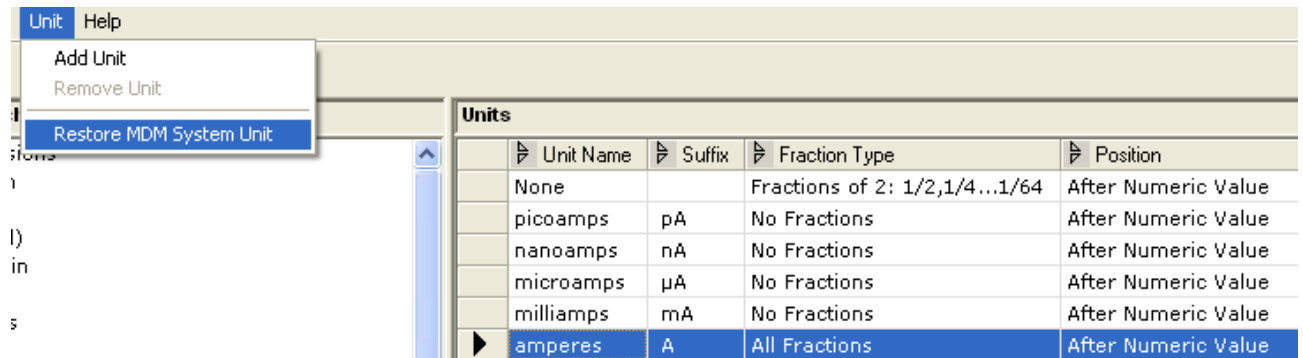 Unit Help
Add Unit
Remove Unit
Restore MDM System Unit
Units
Unit Name Suffix Fraction Type Position
None Fractions of 2: 1/2,1/4...1/64 After Numeric Value
picoamps pA No Fractions After Numeric Value
nanoamps nA No Fractions After Numeric Value
microamps µA No Fractions After Numeric Value
milliamps mA No Fractions After Numeric Value
amperes A All Fractions After Numeric Value